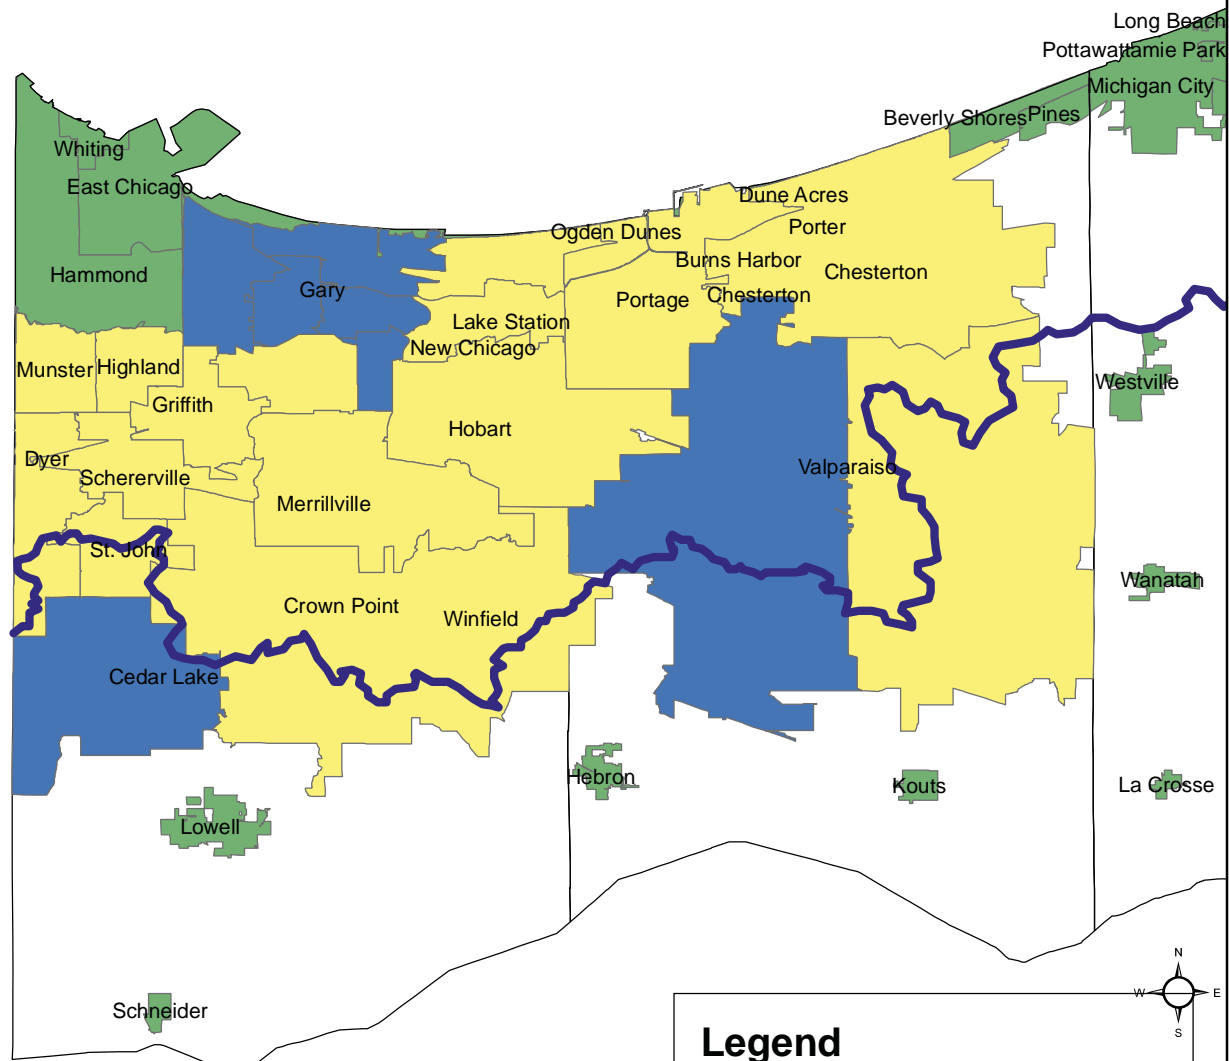 Long Beach
Pottawattamie Park
Michigan City
Beverly Shores
Pines
Whiting
East Chicago
Dune Acres
Ogden Dunes
Porter
Burns Harbor
Hammond
Chesterton
Gary
Portage
Chesterton
Lake Station
New Chicago
Munster
Highland
Westville
Griffith
Hobart
Dyer
Schererville
Valparaiso
Merrillville
St. John
Wanatah
Crown Point
Winfield
Cedar Lake
Hebron
Kouts
La Crosse
Lowell
N
W
E
S
Schneider
Legend